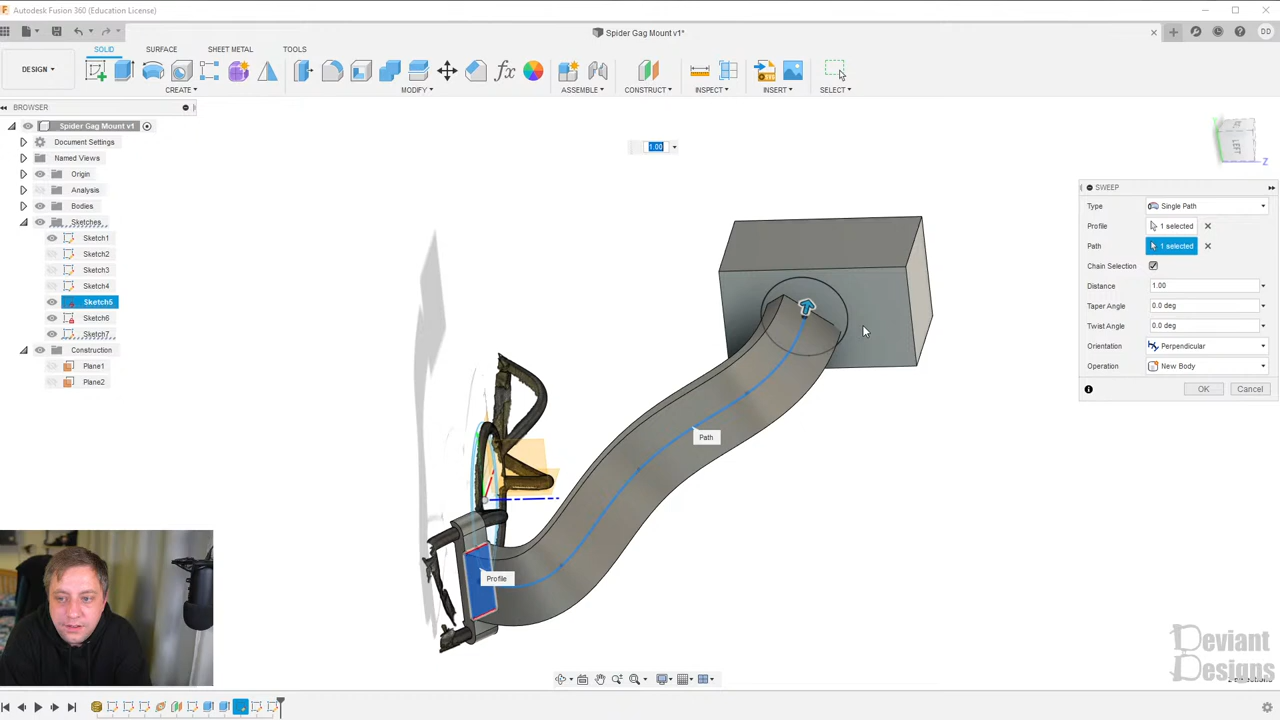 Autodesk Fusion 360 (Education License)
Spider Gag Mount v1*
DD
SOLID SURFACE SHEET METAL TOOLS
DESIGN
CREATE MODIFY ASSEMBLE CONSTRUCT INSPECT INSERT SELECT
BROWSER
Spider Gag Mount v1
Document Settings
Named Views
Origin
Analysis
Bodies
Sketches
Sketch1
Sketch2
Sketch3
Sketch4
Sketch5
Sketch6
Sketch7
Construction
Plane1
Plane2
1.00
Z
Path
Profile
SWEEP
Type Single Path
Profile 1 selected
Path 1 selected
Chain Selection
Distance 1.00
Taper Angle 0.0 deg
Twist Angle 0.0 deg
Orientation Perpendicular
Operation New Body
OK Cancel
Deviant
Designs